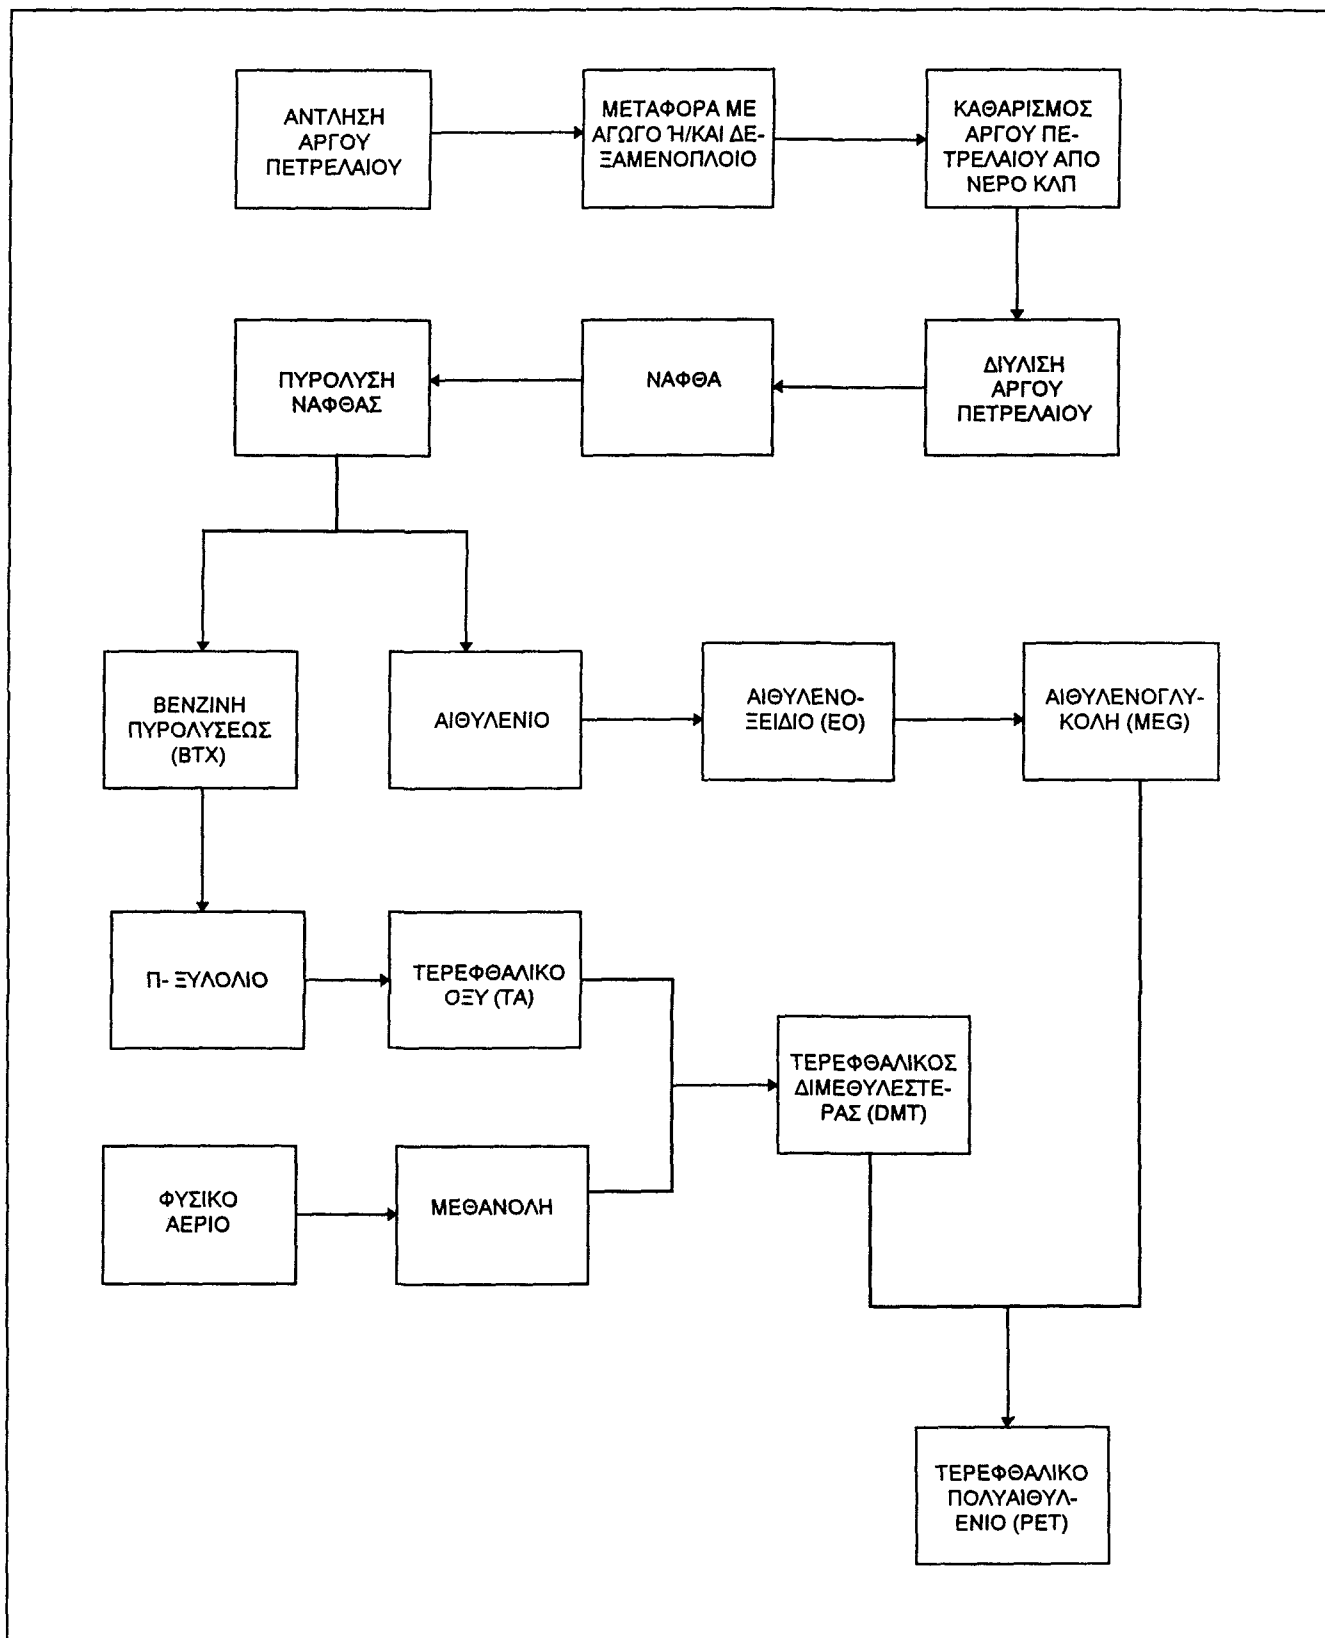 ΑΝΤΛΗΣΗ
ΑΡΓΟΥ
ΠΕΤΡΕΛΑΙΟΥ
ΜΕΤΑΦΟΡΑ ΜΕ
ΑΓΩΓΟ Ή/ΚΑΙ ΔΕ-
ΞΑΜΕΝΟΠΛΟΙΟ
ΚΑΘΑΡΙΣΜΟΣ
ΑΡΓΟΥ ΠΕ-
ΤΡΕΛΑΙΟΥ ΑΠΟ
ΝΕΡΟ ΚΛΠ
ΠΥΡΟΛΥΣΗ
ΝΑΦΘΑΣ
ΝΑΦΘΑ
ΔΙΥΛΙΣΗ
ΑΡΓΟΥ
ΠΕΤΡΕΛΑΙΟΥ
ΒΕΝΖΙΝΗ
ΠΥΡΟΛΥΣΕΩΣ
(BTX)
ΑΙΘΥΛΕΝΙΟ
ΑΙΘΥΛΕΝΟ-
ΞΕΙΔΙΟ (ΕΟ)
ΑΙΘΥΛΕΝΟΓΛΥ-
ΚΟΛΗ (MEG)
Π- ΞΥΛΟΛΙΟ
ΤΕΡΕΦΘΑΛΙΚΟ
ΟΞΥ (ΤΑ)
ΤΕΡΕΦΘΑΛΙΚΟΣ
ΔΙΜΕΘΥΛΕΣΤΕ-
ΡΑΣ (DMT)
ΦΥΣΙΚΟ
ΑΕΡΙΟ
ΜΕΘΑΝΟΛΗ
ΤΕΡΕΦΘΑΛΙΚΟ
ΠΟΛΥΑΙΘΥΛ-
ΕΝΙΟ (PET)